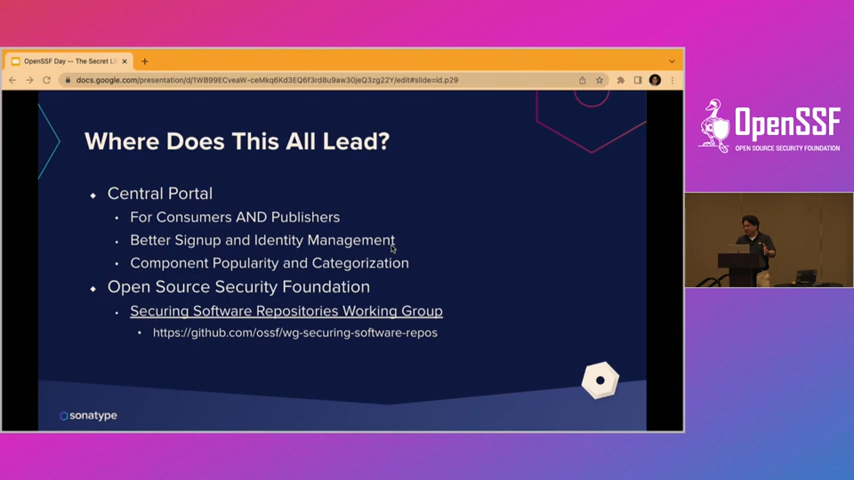 OpenSSF Day -- The Secret Li
docs.google.com/presentation/d/1WB99ECveaW-ceMkq6Kd3EQ6f3rd8u9aw30jeQ3zg22Y/edit#slide=id.p29
Where Does This All Lead?
Central Portal
For Consumers AND Publishers
Better Signup and Identity Management
Component Popularity and Categorization
Open Source Security Foundation
Securing Software Repositories Working Group
https://github.com/ossf/wg-securing-software-repos
sonatype
OpenSSF
OPEN SOURCE SECURITY FOUNDATION